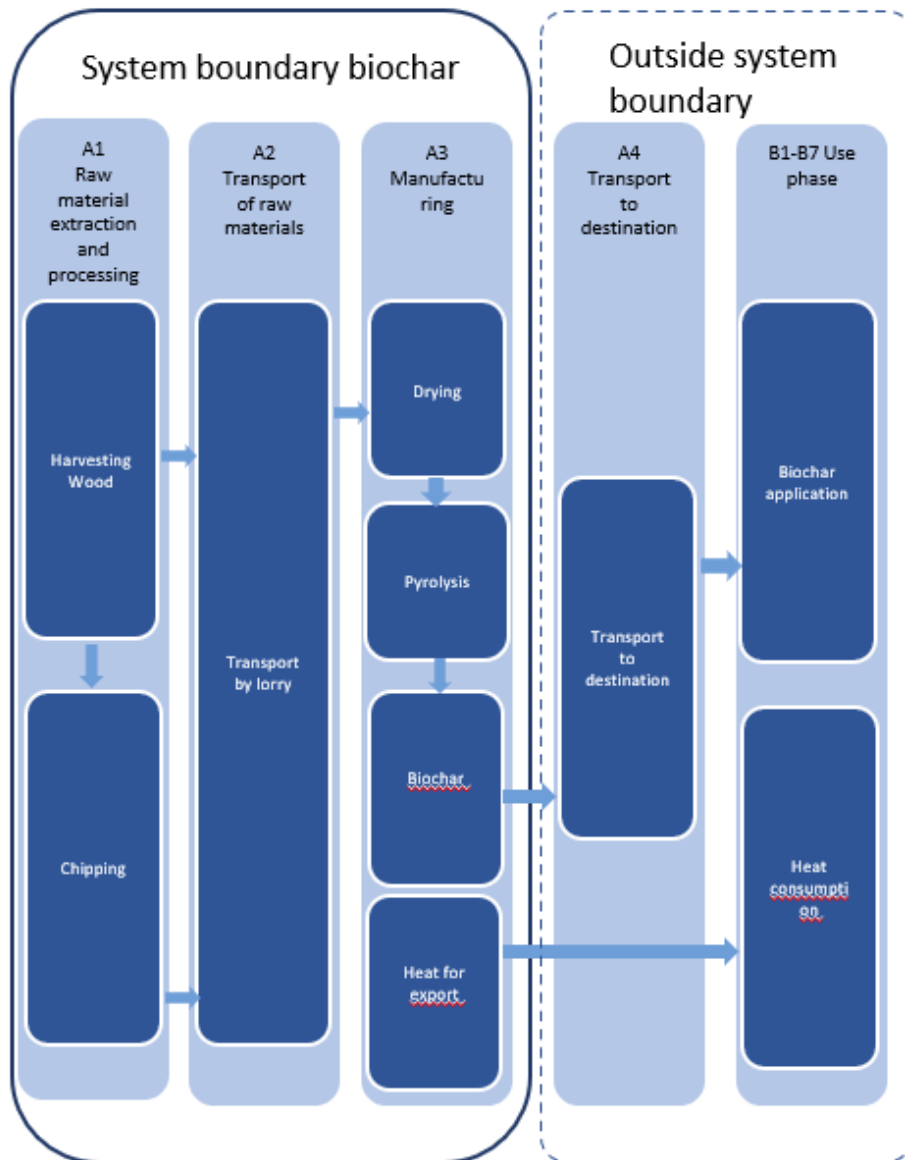 System boundary biochar
Outside system
boundary
A1
Raw
material
extraction
and
processing
A2
Transport
of raw
materials
A3
Manufactu
ring
A4
Transport
to
destination
B1-B7 Use
phase
Harvesting
Wood
Chipping
Transport
by lorry
Drying
Pyrolysis
Biochar
Heat for
export
Transport
to
destination
Biochar
application
Heat
consumpti
on